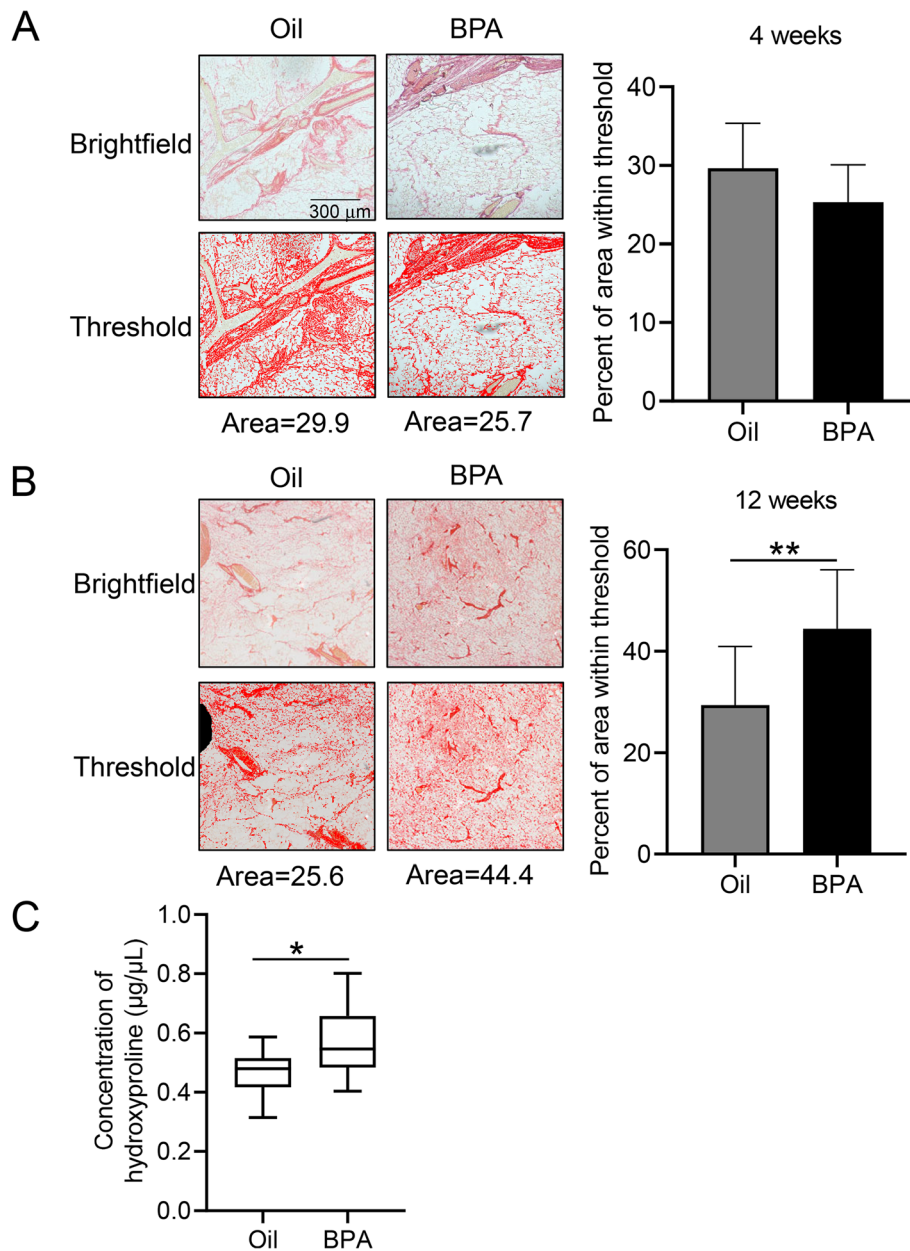 A
Oil
BPA
Brightfield
300 μm
Threshold
Area=29.9
Area=25.7
4 weeks
Percent of area within threshold
40
30
20
10
0
Oil
BPA
B
Oil
BPA
Brightfield
Threshold
Area=25.6
Area=44.4
12 weeks
Percent of area within threshold
60
40
20
0
**
Oil
BPA
C
Concentration of
hydroxyproline (μg/μL)
1.0
0.8
0.6
0.4
0.2
0.0
*
Oil
BPA